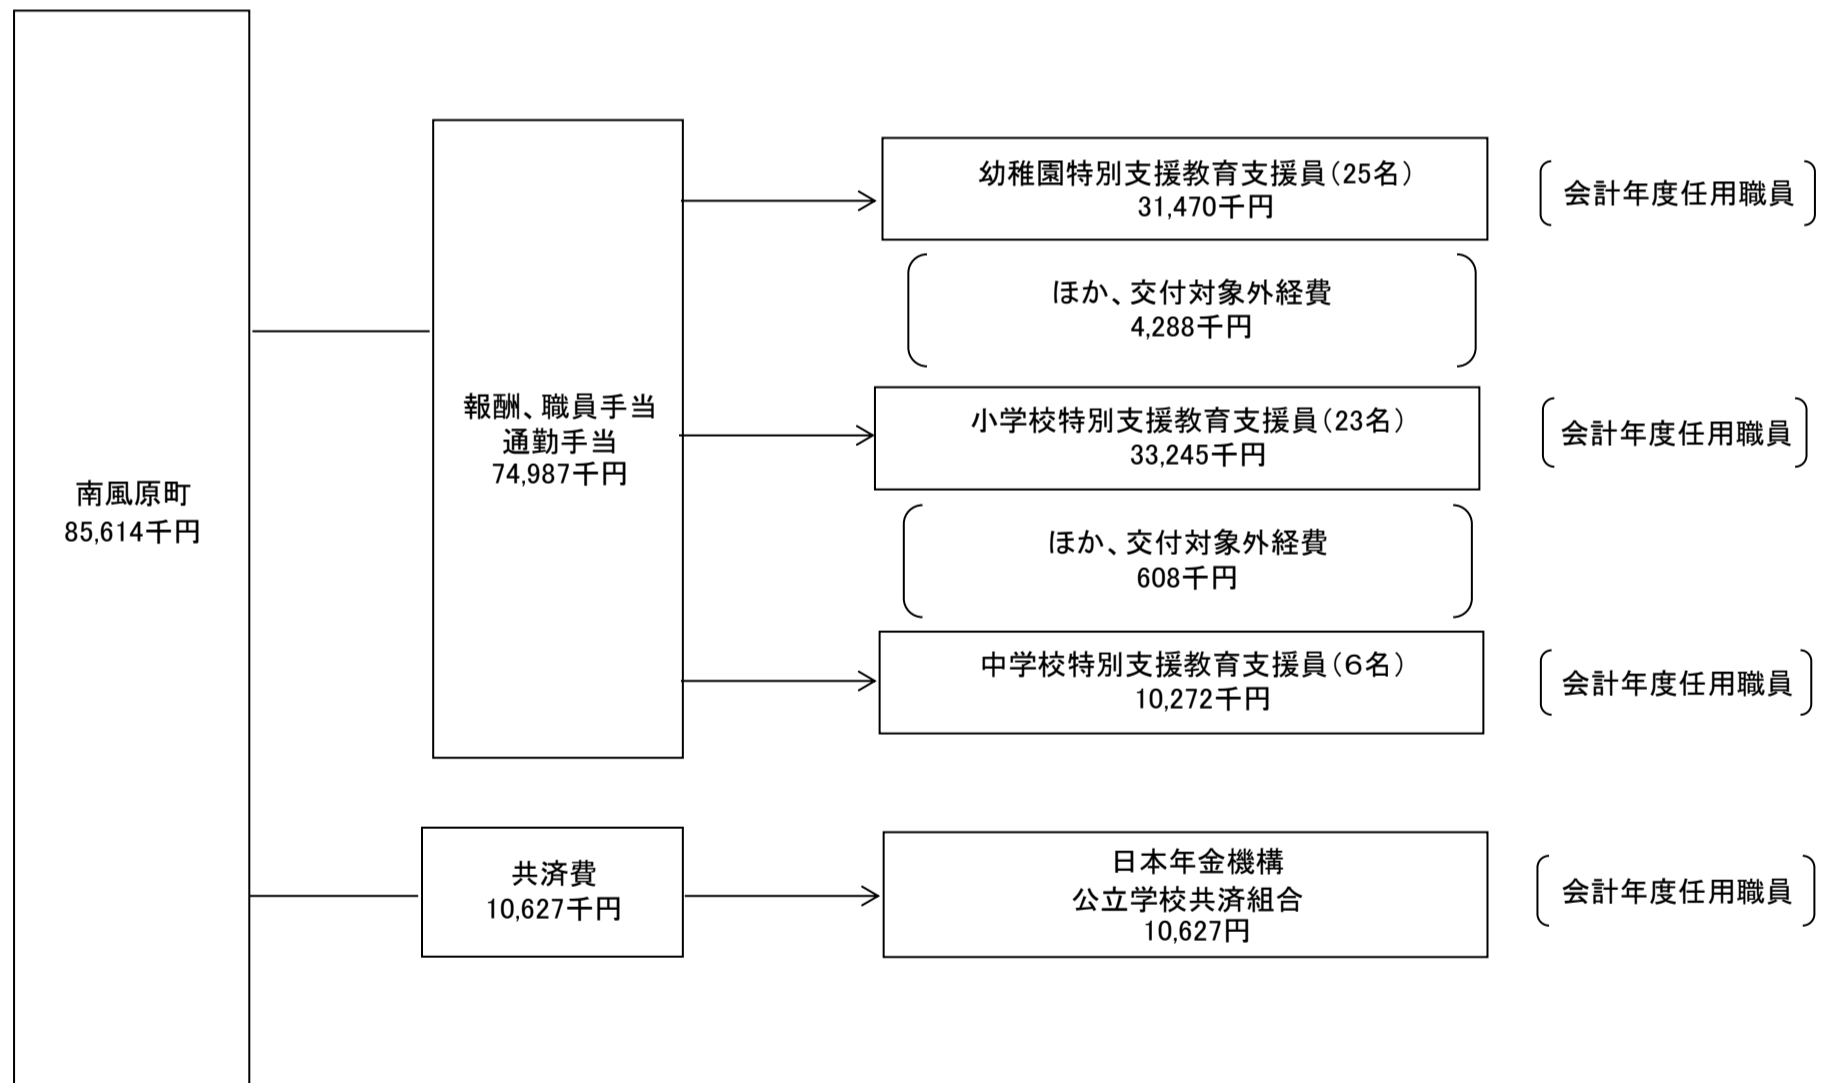 南風原町
85,614千円
報酬、職員手当
通勤手当
74,987千円
幼稚園特別支援教育支援員(25名)
31,470千円
会計年度任用職員
ほか、交付対象外経費
4,288千円
小学校特別支援教育支援員(23名)
33,245千円
会計年度任用職員
ほか、交付対象外経費
608千円
中学校特別支援教育支援員(6名)
10,272千円
会計年度任用職員
共済費
10,627千円
日本年金機構
公立学校共済組合
10,627円
会計年度任用職員